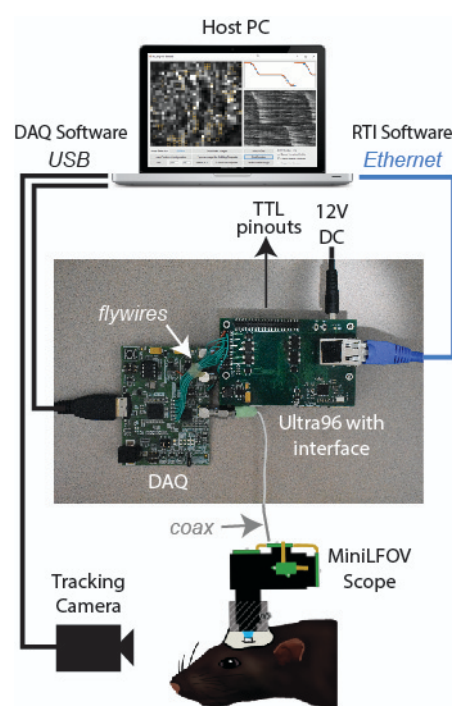 Host PC
DAQ Software
USB
RTI Software
Ethernet
TTL
pinouts
12V
DC
flywires
Ultra96 with
interface
DAQ
coax
MiniLFOV
Scope
Tracking
Camera